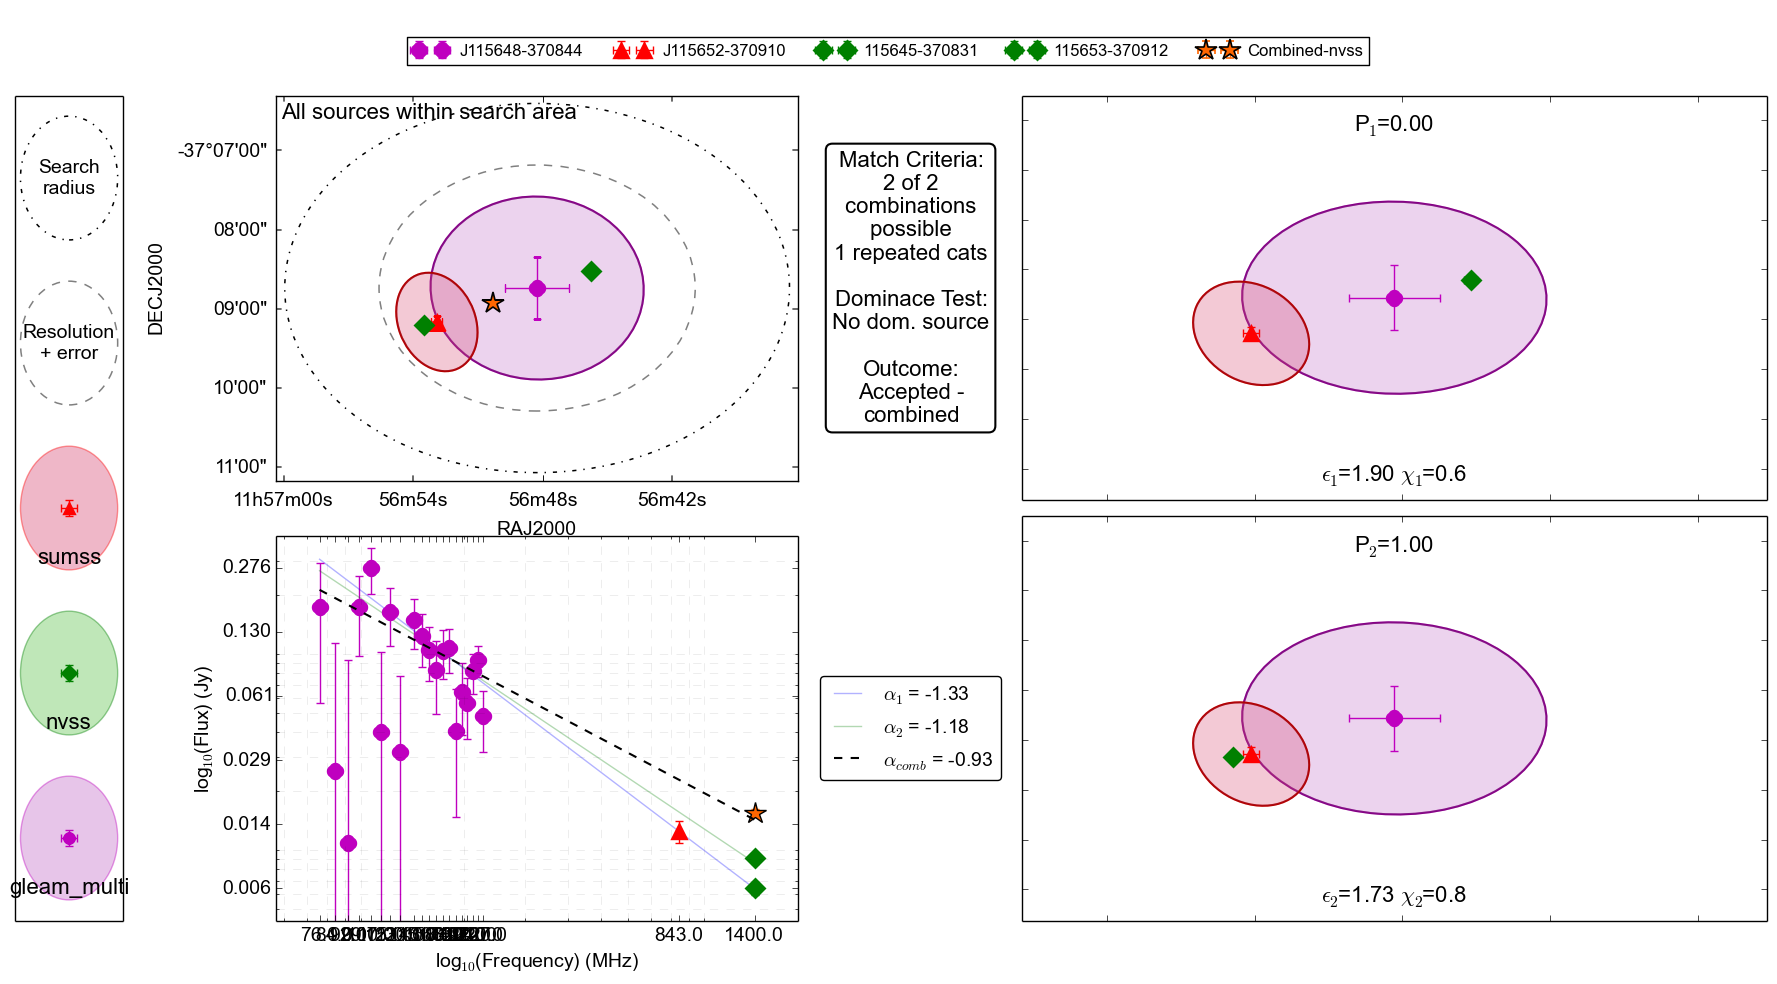 J115648-370844 J115652-370910 115645-370831 115653-370912 Combined-nvss
Search
radius
Resolution
+ error
sumss
nvss
gleam_multi
All sources within search area
DECJ2000
-37°07'00"
08'00"
09'00"
10'00"
11'00"
11h57m00s 56m54s 56m48s 56m42s
RAJ2000
Match Criteria:
2 of 2
combinations
possible
1 repeated cats
Dominace Test:
No dom. source
Outcome:
Accepted -
combined
P1=0.00
ϵ1=1.90 χ1=0.6
log10(Flux) (Jy)
0.276
0.130
0.061
0.029
0.014
0.006
843.0 1400.0
log10(Frequency) (MHz)
α1 = -1.33
α2 = -1.18
αcomb = -0.93
P2=1.00
ϵ2=1.73 χ2=0.8